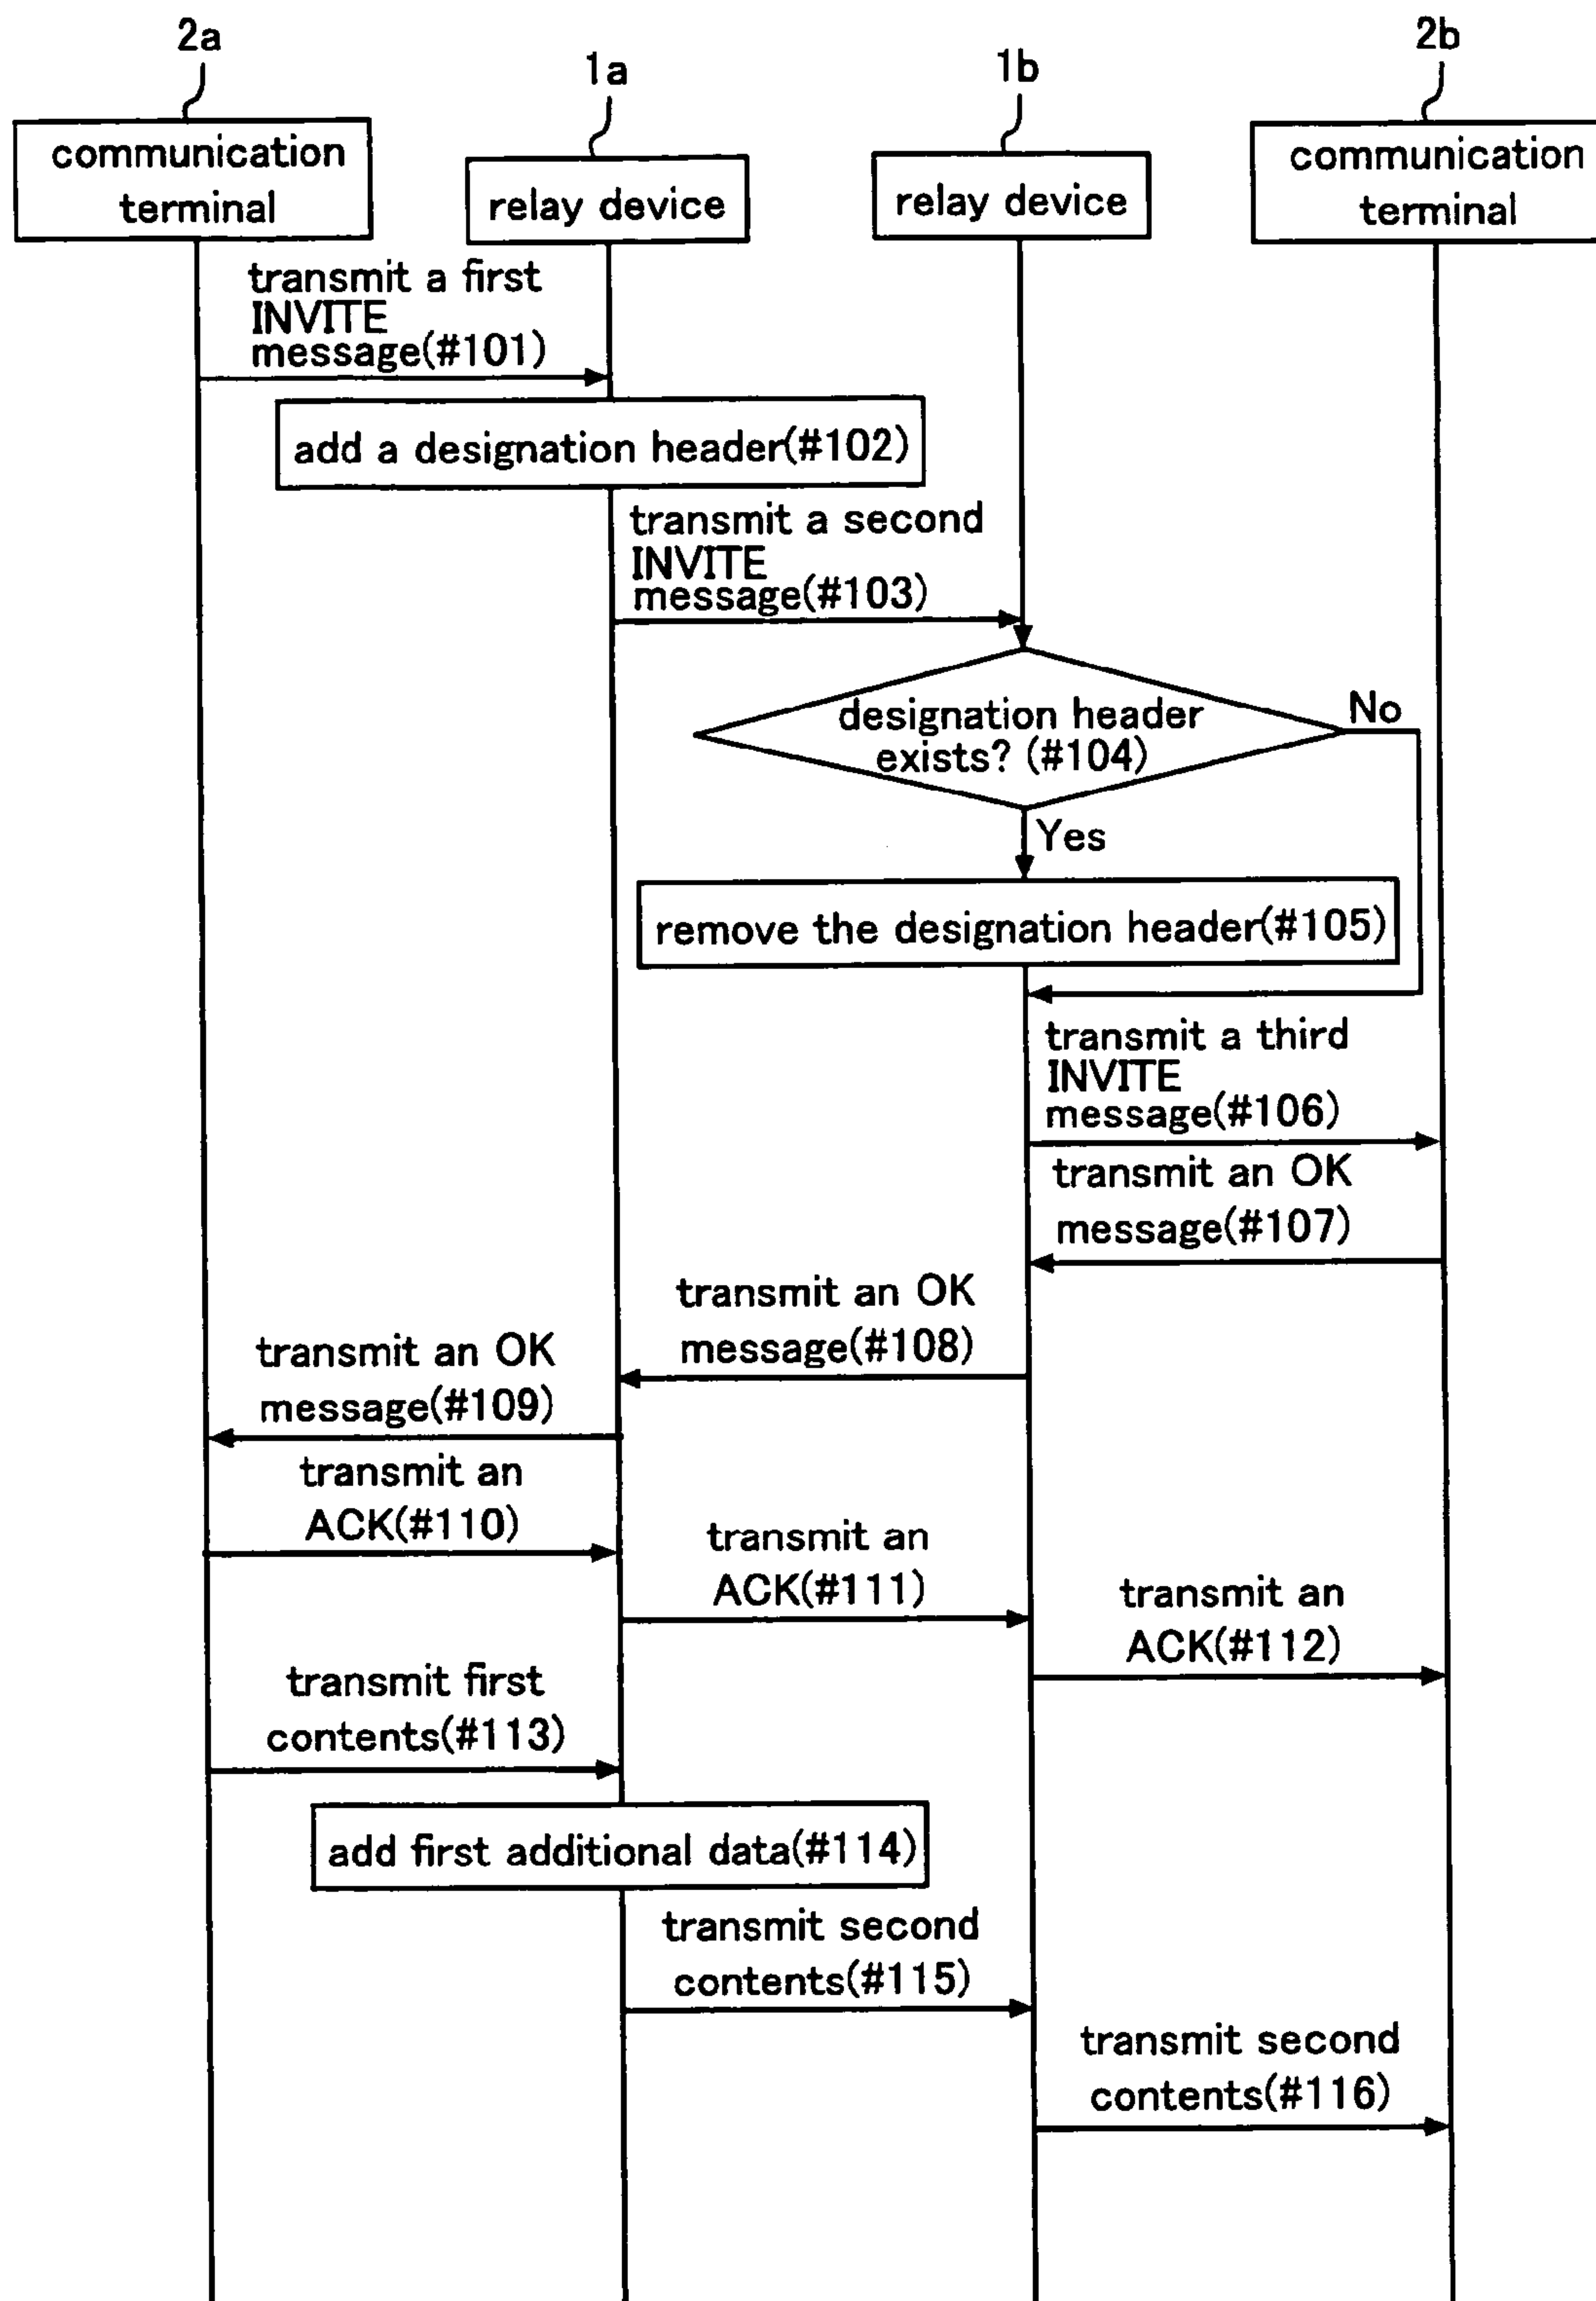 2a
1a
1b
2b
communication
terminal
relay device
relay device
communication
terminal
transmit a first
INVITE
message(#101)
add a designation header(#102)
transmit a second
INVITE
message(#103)
designation header
exists? (#104)
No
Yes
remove the designation header(#105)
transmit a third
INVITE
message(#106)
transmit an OK
message(#107)
transmit an OK
message(#108)
transmit an OK
message(#109)
transmit an
ACK(#110)
transmit an
ACK(#111)
transmit an
ACK(#112)
transmit first
contents(#113)
add first additional data(#114)
transmit second
contents(#115)
transmit second
contents(#116)